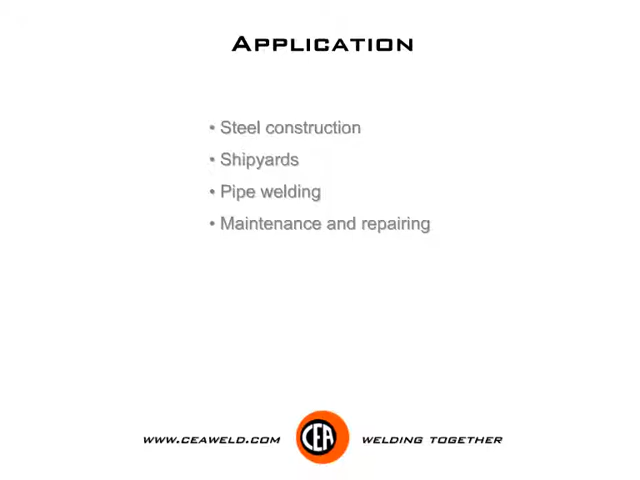 Application
• Steel construction
• Shipyards
• Pipe welding
• Maintenance and repairing
www.ceaweld.com CEA welding together